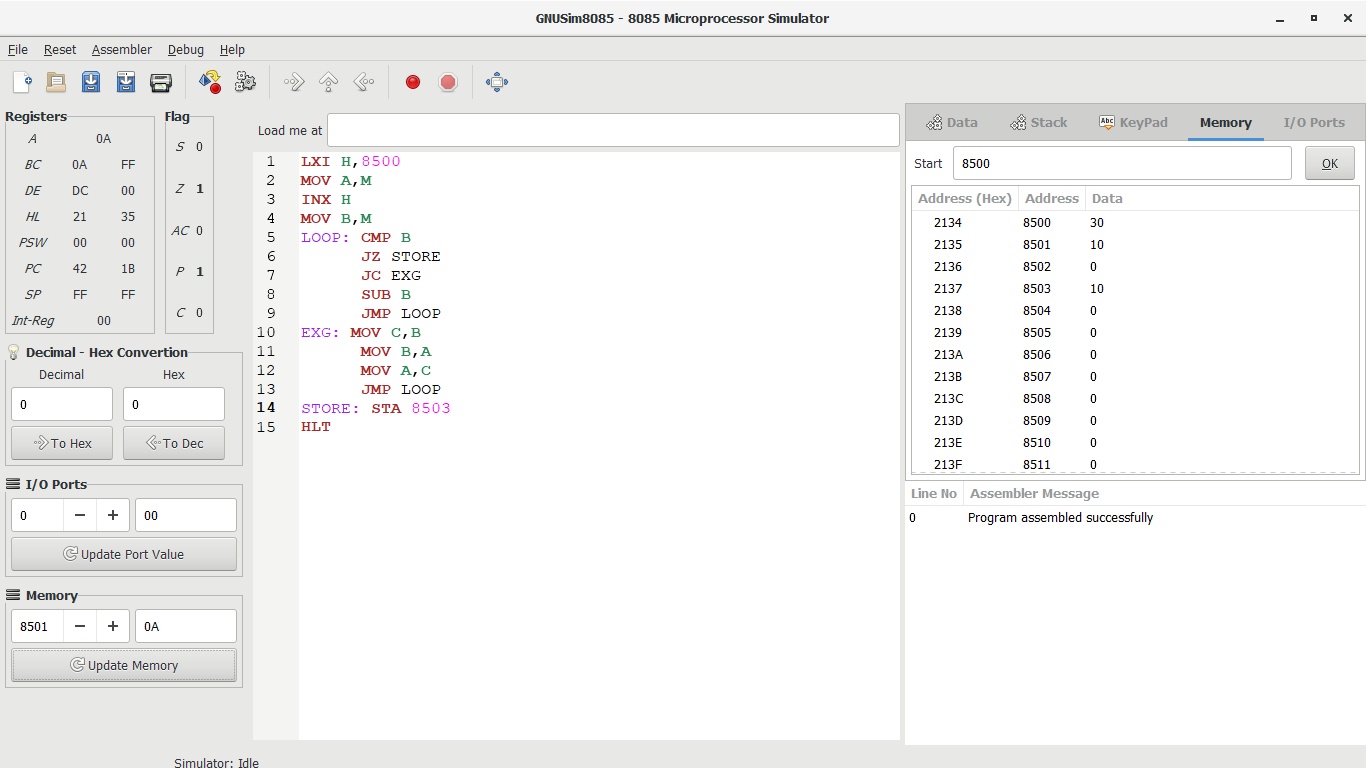 GNUSim8085 - 8085 Microprocessor Simulator
File Reset Assembler Debug Help
Registers
A 0A
BC 0A FF
DE DC 00
HL 21 35
PSW 00 00
PC 42 1B
SP FF FF
Int-Reg 00
Flag
S 0
Z 1
AC 0
P 1
C 0
Decimal - Hex Convertion
Decimal Hex
0 0
To Hex To Dec
I/O Ports
0 − + 00
Update Port Value
Memory
8501 − + 0A
Update Memory
Load me at
1 LXI H,8500
2 MOV A,M
3 INX H
4 MOV B,M
5 LOOP: CMP B
6 JZ STORE
7 JC EXG
8 SUB B
9 JMP LOOP
10 EXG: MOV C,B
11 MOV B,A
12 MOV A,C
13 JMP LOOP
14 STORE: STA 8503
15 HLT
Data Stack Abc KeyPad Memory I/O Ports
Start 8500 OK
Address (Hex) Address Data
2134 8500 30
2135 8501 10
2136 8502 0
2137 8503 10
2138 8504 0
2139 8505 0
213A 8506 0
213B 8507 0
213C 8508 0
213D 8509 0
213E 8510 0
213F 8511 0
Line No Assembler Message
0 Program assembled successfully
Simulator: Idle